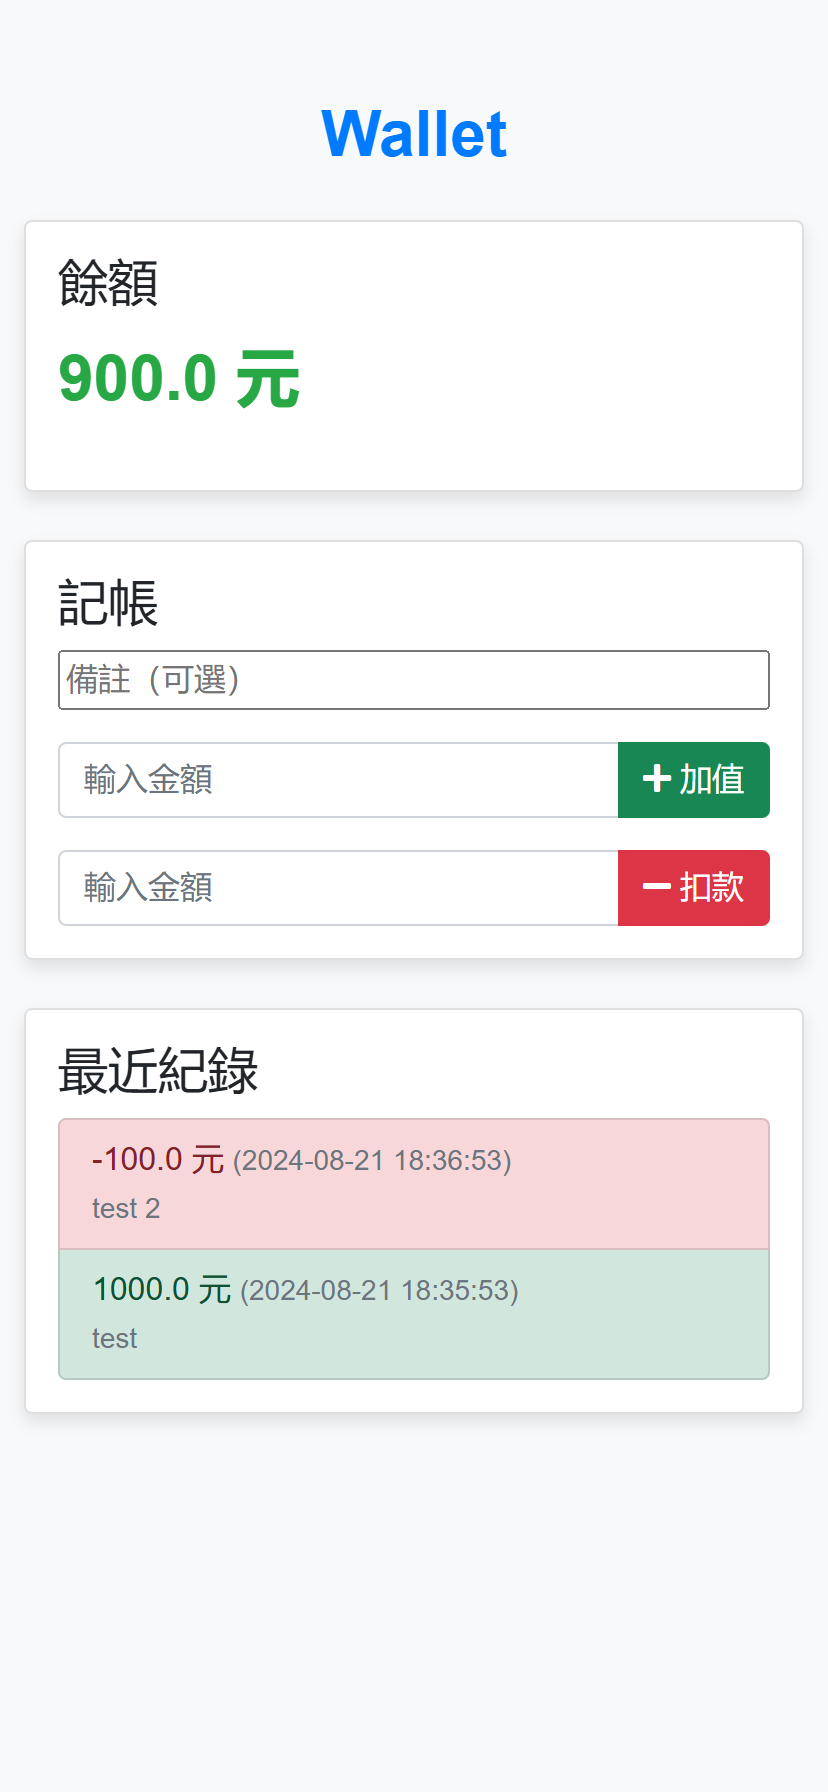 Wallet
餘額
900.0 元
記帳
備註（可選）
輸入金額
加值
輸入金額
扣款
最近紀錄
-100.0 元 (2024-08-21 18:36:53)
test 2
1000.0 元 (2024-08-21 18:35:53)
test